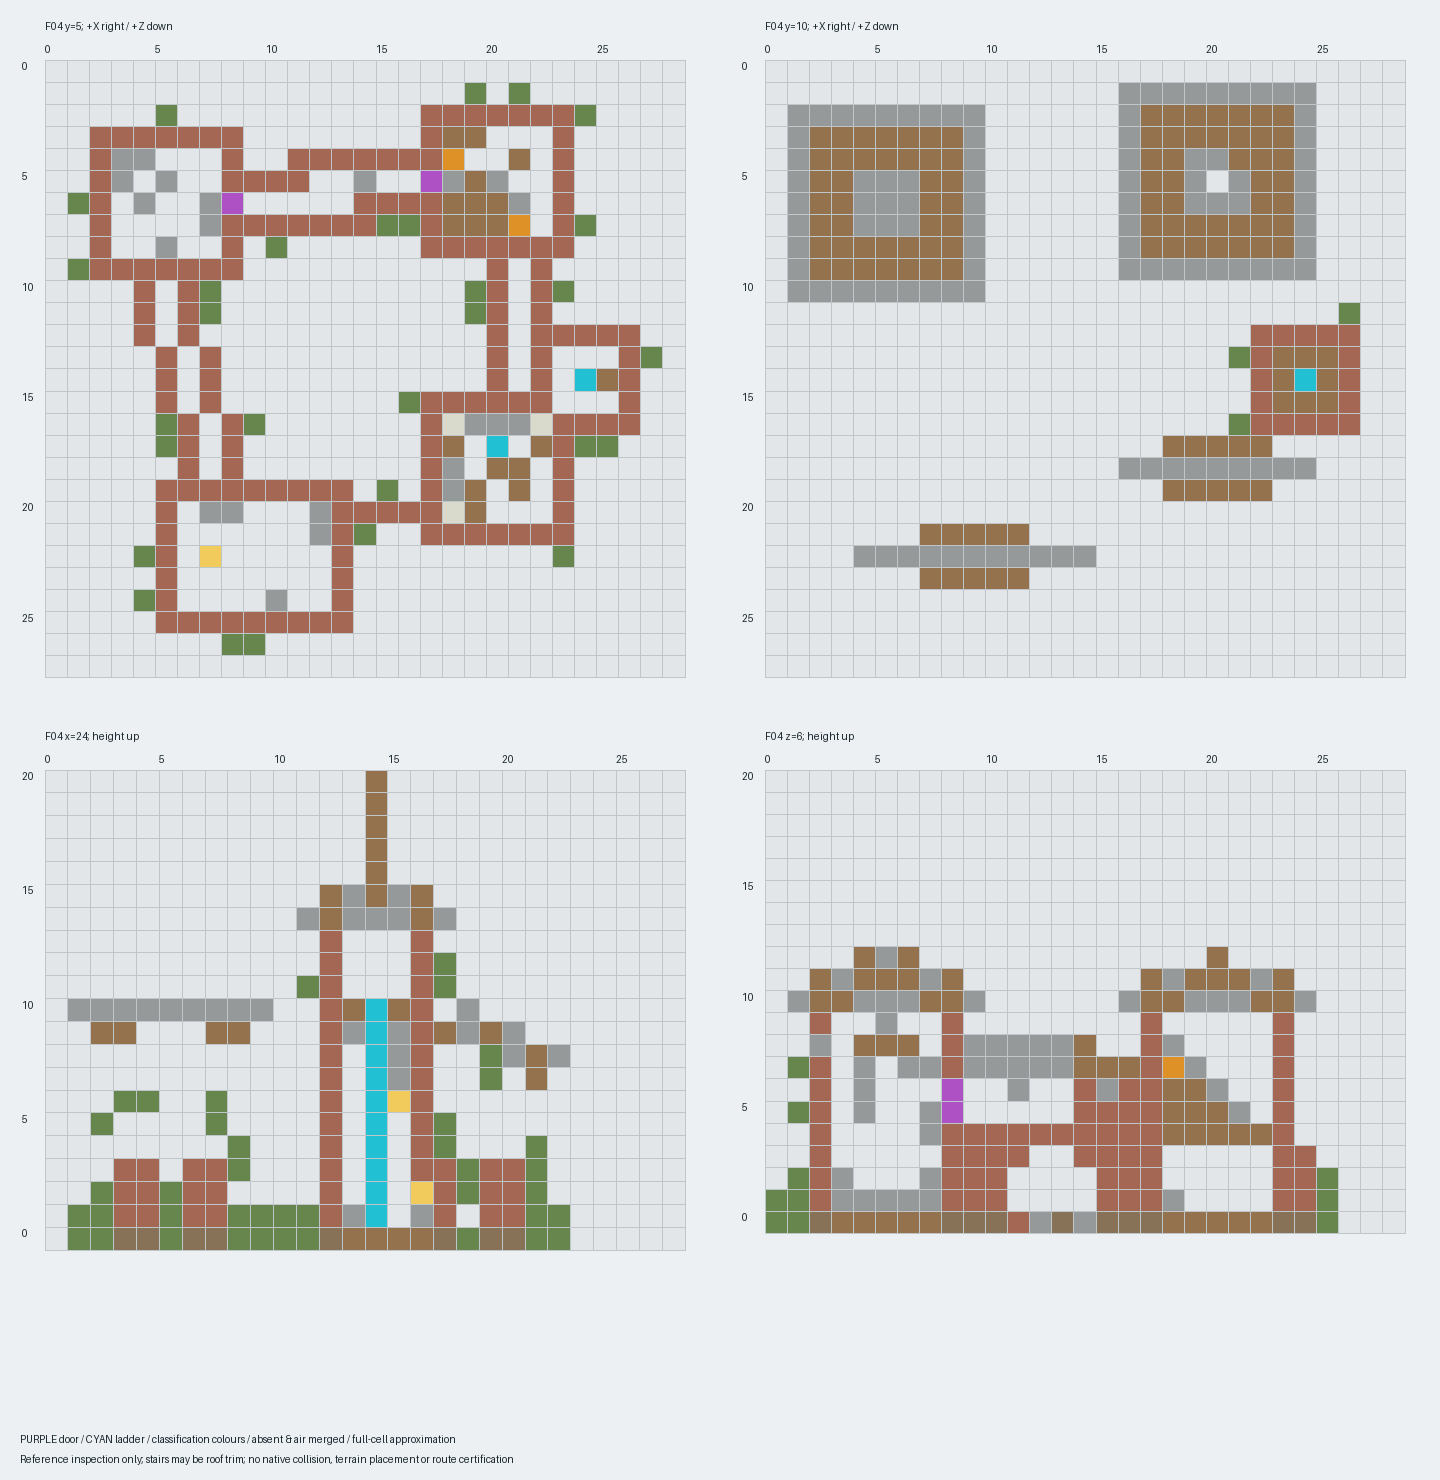 F04 y=5; +X right / +Z down
F04 y=10; +X right / +Z down
0 5 10 15 20 25
0 5 10 15 20 25
0
5
10
15
20
25
0
5
10
15
20
25
F04 x=24; height up
F04 z=6; height up
0 5 10 15 20 25
0 5 10 15 20 25
20
15
10
5
0
20
15
10
5
0
PURPLE door / CYAN ladder / classification colours / absent & air merged / full-cell approximation
Reference inspection only; stairs may be roof trim; no native collision, terrain placement or route certification